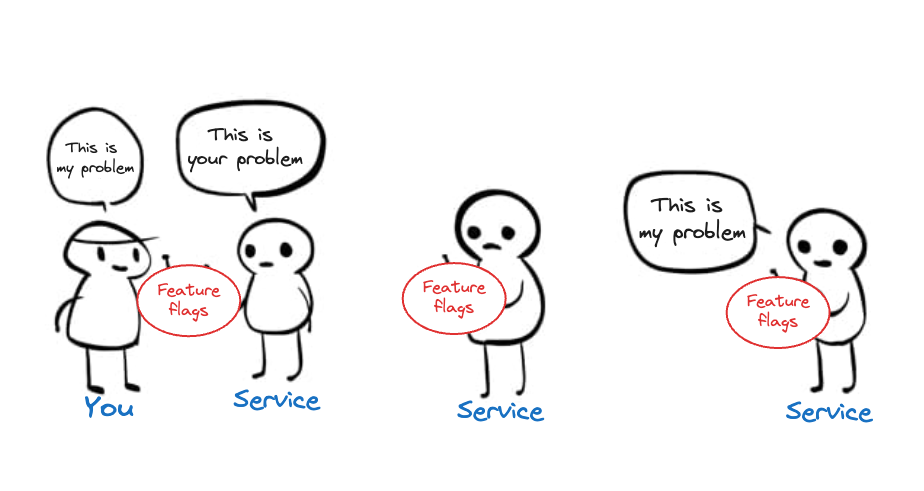 This is
my problem
This is
your problem
Feature
flags
You
Service
Feature
flags
Service
This is
my problem
Feature
flags
Service